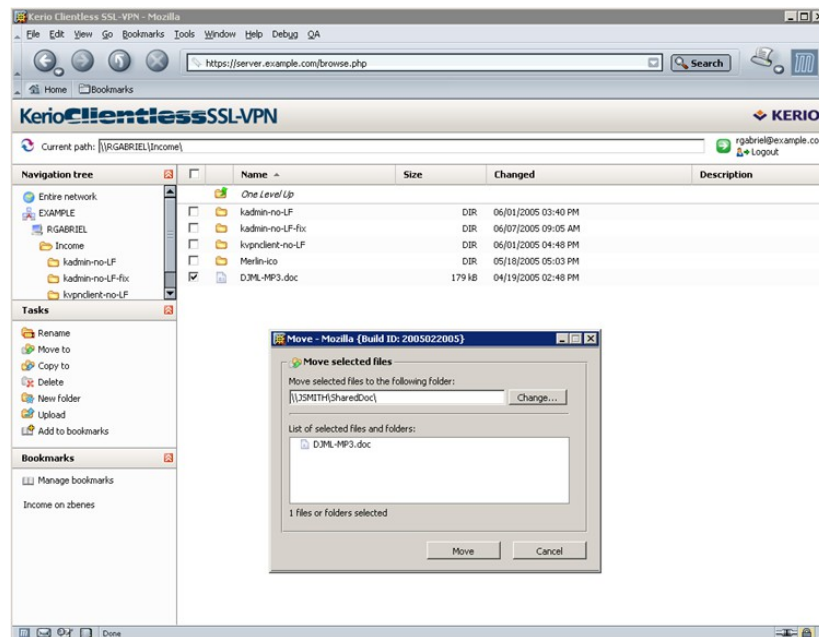 Kerio Clientless SSL-VPN - Mozilla
File Edit View Go Bookmarks Tools Window Help Debug QA
https://server.example.com/browse.php
Search
Home Bookmarks
KerioClientlessSSL-VPN
KERIO
Current path: \\RGABRIEL\Income\
rgabriel@example.co
Logout
Navigation tree
Name Size Changed Description
Entire network
EXAMPLE
RGABRIEL
Income
kadmin-no-LF
kadmin-no-LF-fix
kvpnclient-no-LF
One Level Up
kadmin-no-LF DIR 06/01/2005 03:40 PM
kadmin-no-LF-fix DIR 06/07/2005 09:05 AM
kvpnclient-no-LF DIR 06/01/2005 04:48 PM
Merlin-ico DIR 05/18/2005 05:03 PM
DJML-MP3.doc 179 kB 04/19/2005 02:48 PM
Tasks
Rename
Move to
Copy to
Delete
New folder
Upload
Add to bookmarks
Bookmarks
Manage bookmarks
Income on zbenes
Move - Mozilla {Build ID: 2005022005}
Move selected files
Move selected files to the following folder:
\\JSMITH\SharedDoc\
Change...
List of selected files and folders:
DJML-MP3.doc
1 files or folders selected
Move Cancel
Done